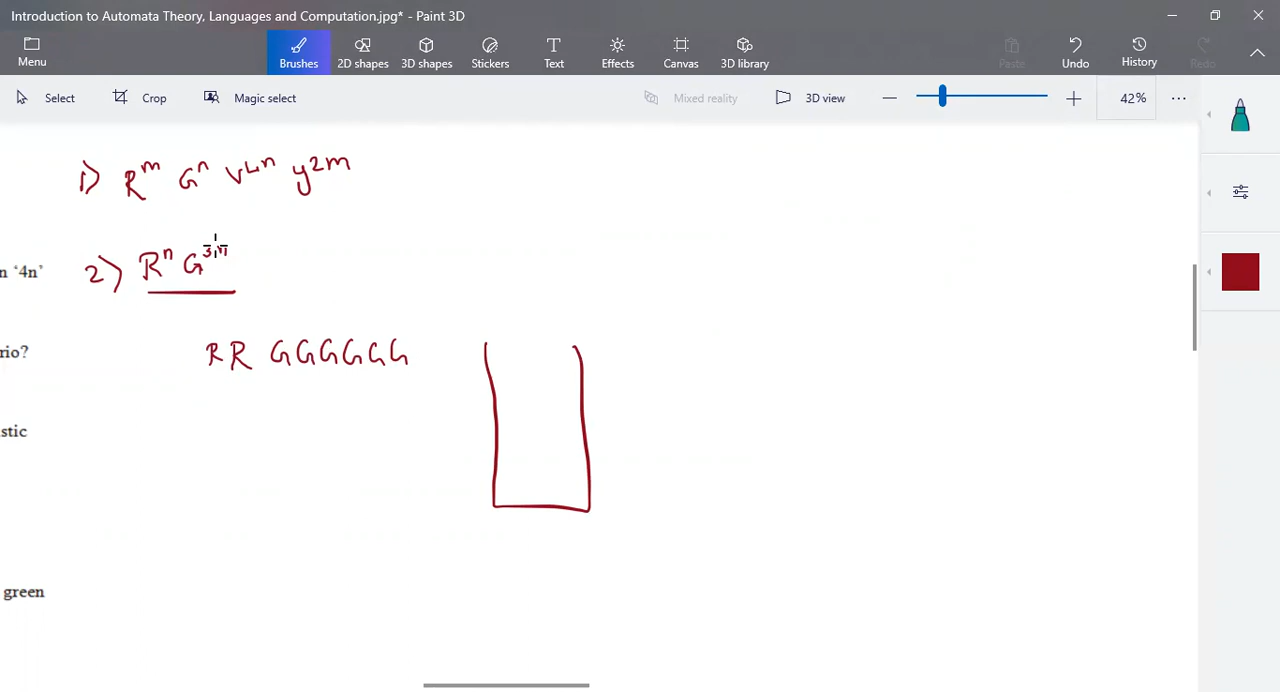 Introduction to Automata Theory, Languages and Computation.jpg* - Paint 3D
Menu Brushes 2D shapes 3D shapes Stickers Text Effects Canvas 3D library Paste Undo History Redo
Select Crop Magic select Mixed reality 3D view 42%
1) R^m G^n V^4n y^2m
2) R^n G^3n
n ‘4n’
rio?
R R G G G G G G
stic
green